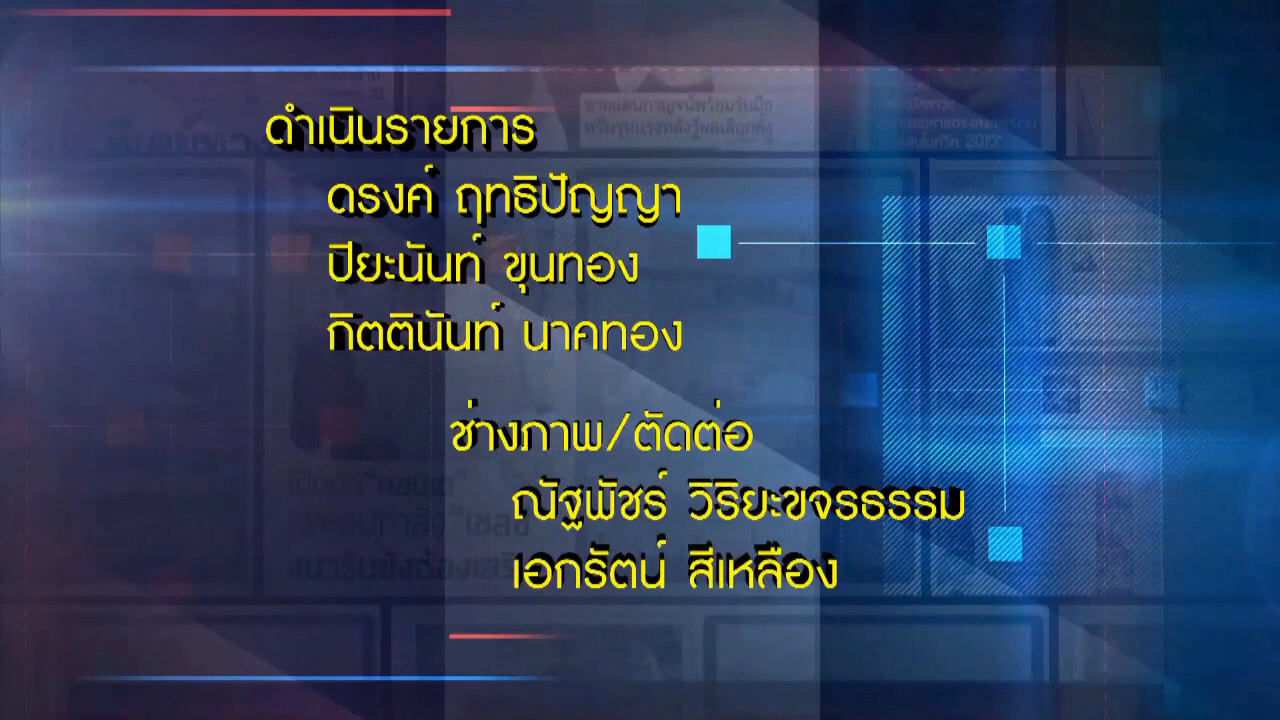 ดำเนินรายการ
ดรงค์ ฤทธิปัญญา
ปิยะนันท์ ขุนทอง
กิตตินันท์ นาคทอง
ช่างภาพ/ตัดต่อ
ณัฐพัชร์ วิริยะขจรธรรม
เอกรัตน์ สีเหลือง